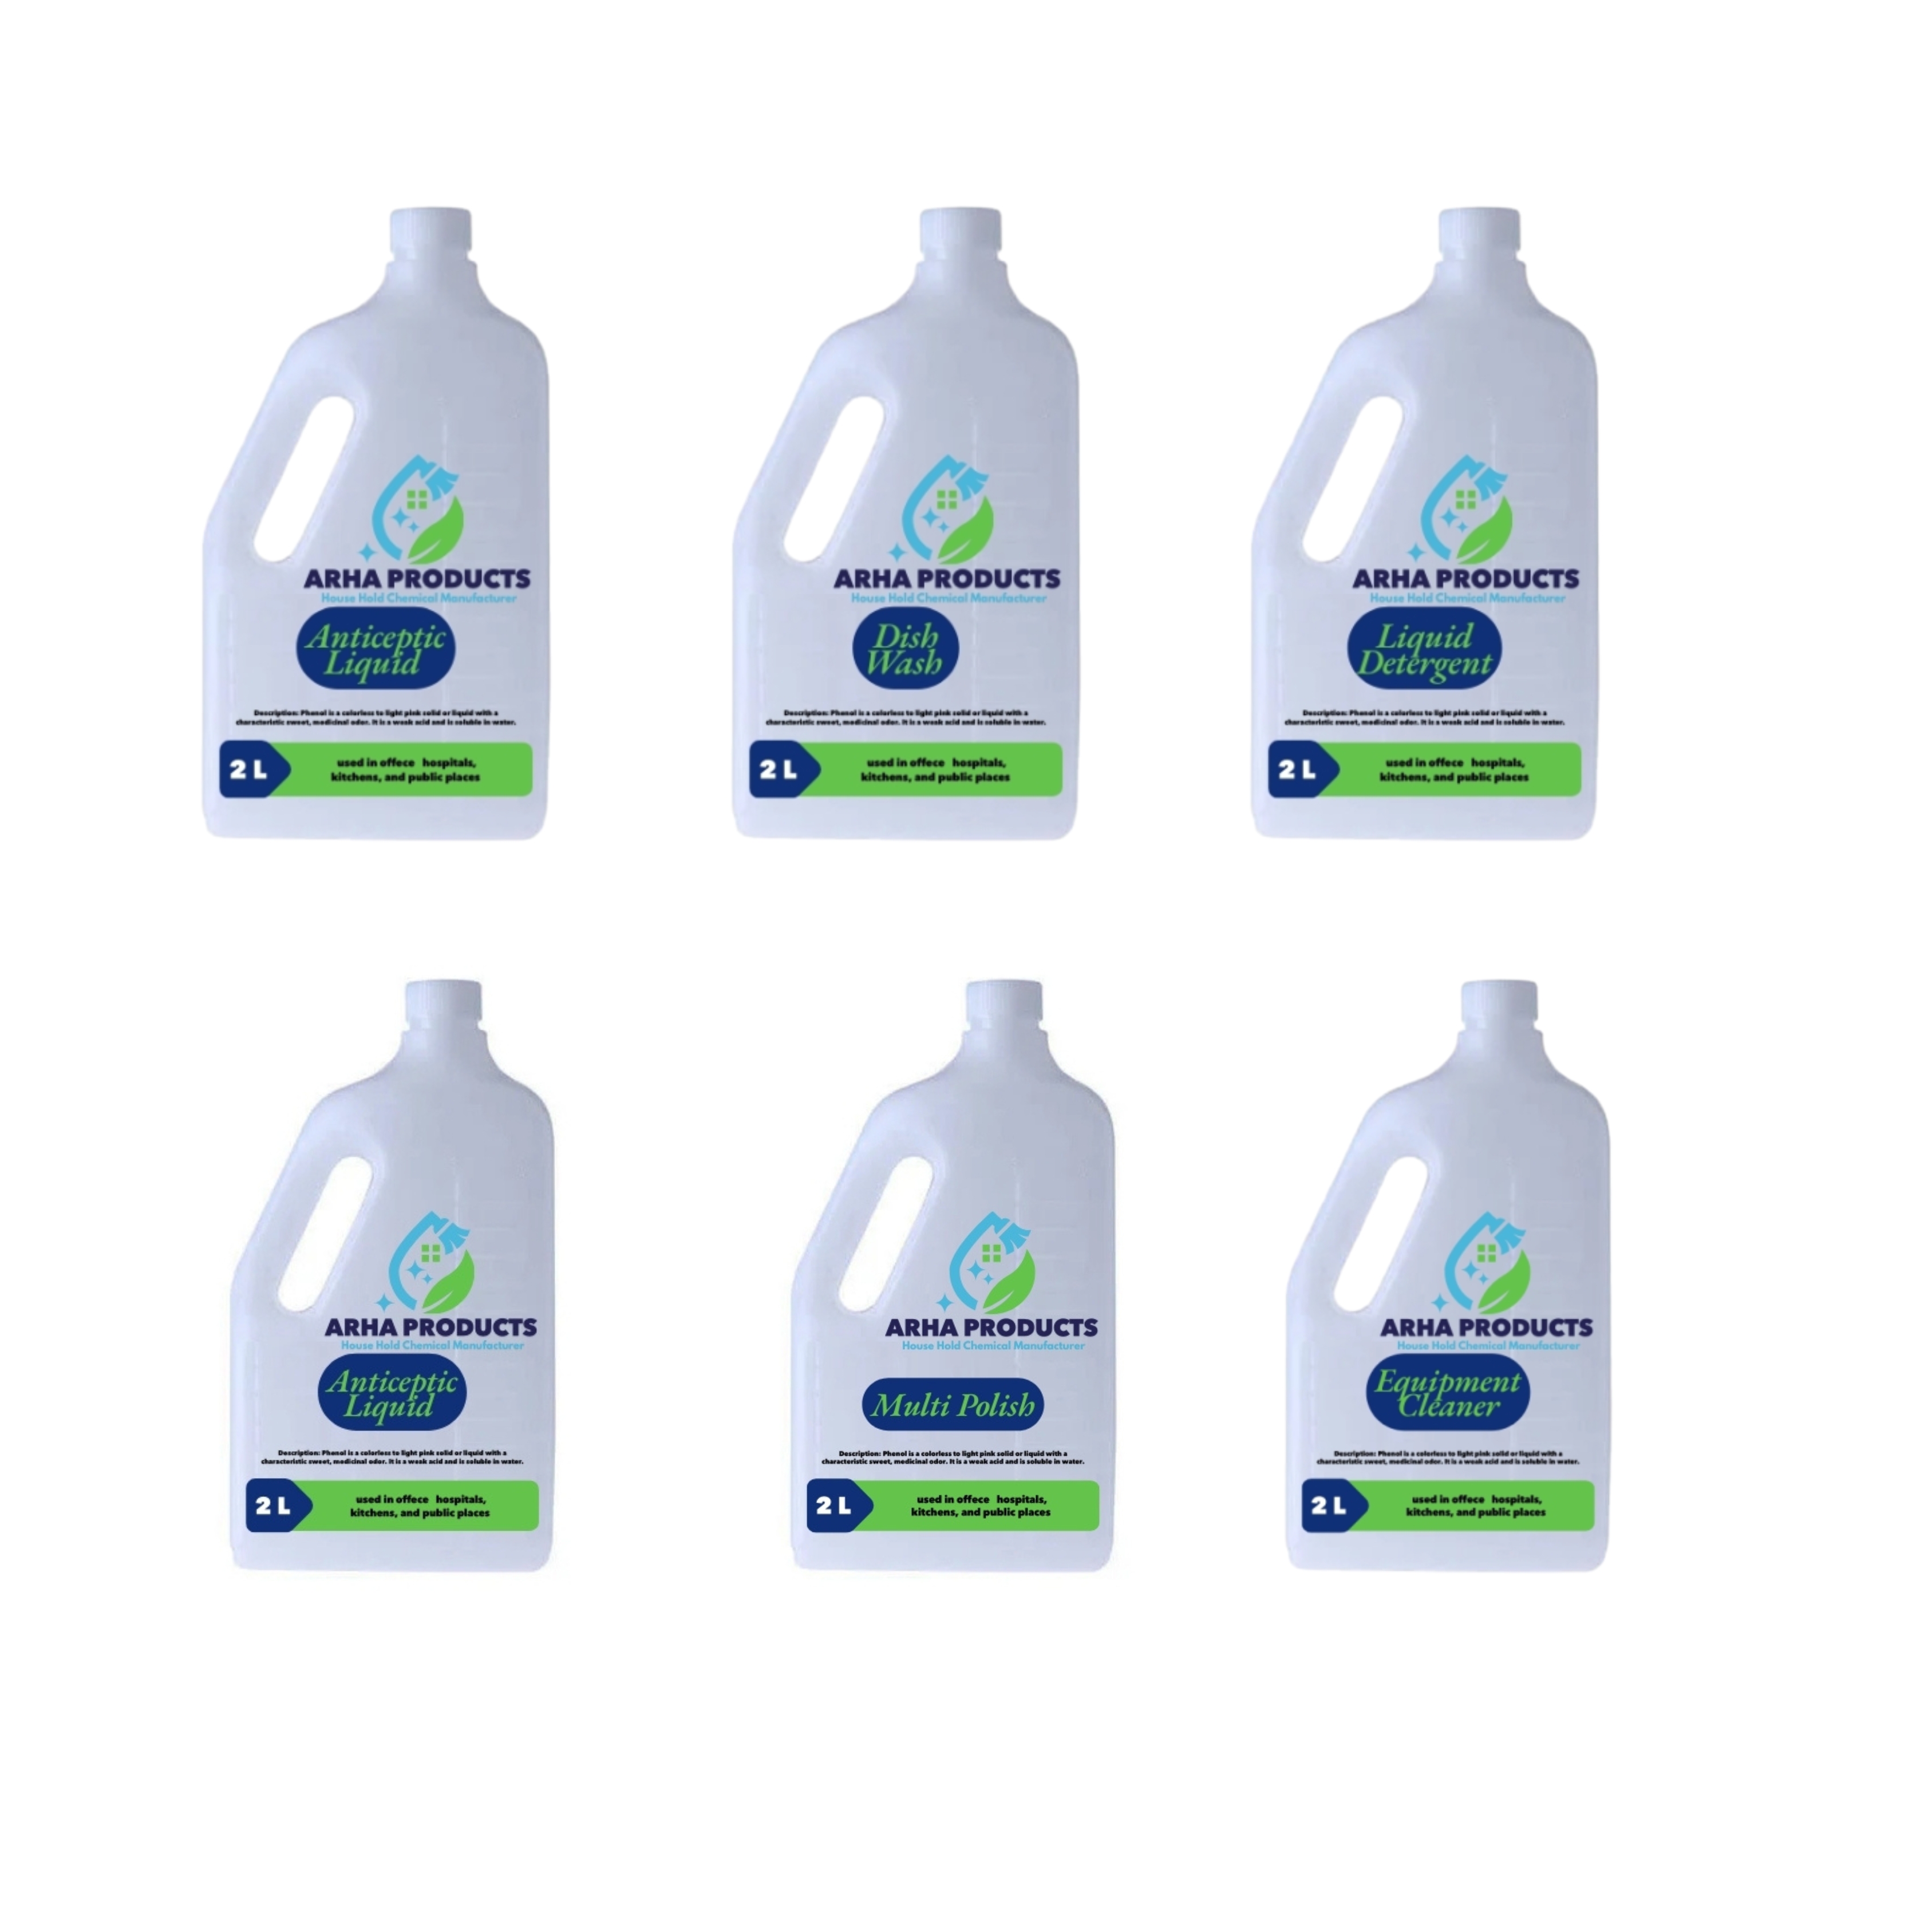 ARHA PRODUCTS
House Hold Chemical Manufacturer
Anticeptic
Liquid
Description: Phenol is a colorless to light pink solid or liquid with a
characteristic sweet, medicinal odor. It is a weak acid and is soluble in water.
2 L
used in offece hospitals,
kitchens, and public places
ARHA PRODUCTS
House Hold Chemical Manufacturer
Dish
Wash
Description: Phenol is a colorless to light pink solid or liquid with a
characteristic sweet, medicinal odor. It is a weak acid and is soluble in water.
2 L
used in offece hospitals,
kitchens, and public places
ARHA PRODUCTS
House Hold Chemical Manufacturer
Liquid
Detergent
Description: Phenol is a colorless to light pink solid or liquid with a
characteristic sweet, medicinal odor. It is a weak acid and is soluble in water.
2 L
used in offece hospitals,
kitchens, and public places
ARHA PRODUCTS
House Hold Chemical Manufacturer
Anticeptic
Liquid
Description: Phenol is a colorless to light pink solid or liquid with a
characteristic sweet, medicinal odor. It is a weak acid and is soluble in water.
2 L
used in offece hospitals,
kitchens, and public places
ARHA PRODUCTS
House Hold Chemical Manufacturer
Multi Polish
Description: Phenol is a colorless to light pink solid or liquid with a
characteristic sweet, medicinal odor. It is a weak acid and is soluble in water.
2 L
used in offece hospitals,
kitchens, and public places
ARHA PRODUCTS
House Hold Chemical Manufacturer
Equipment
Cleaner
Description: Phenol is a colorless to light pink solid or liquid with a
characteristic sweet, medicinal odor. It is a weak acid and is soluble in water.
2 L
used in offece hospitals,
kitchens, and public places